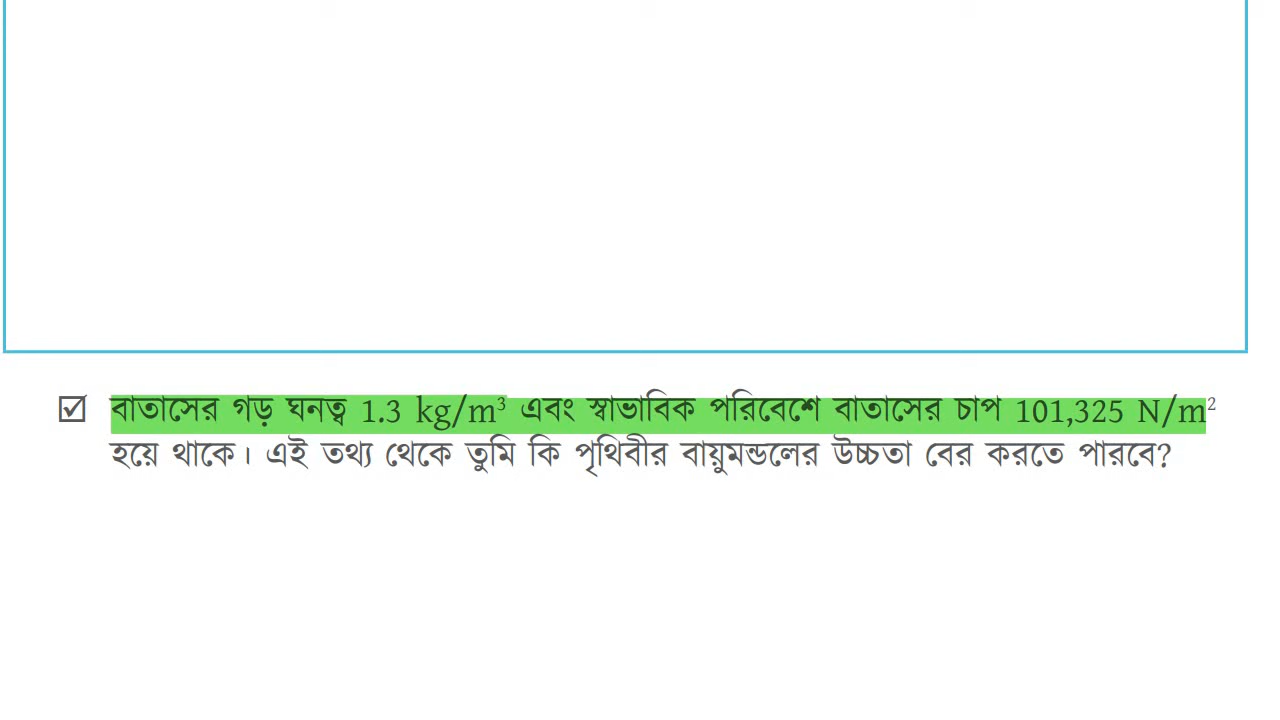 ☑ বাতাসের গড় ঘনত্ব 1.3 kg/m³ এবং স্বাভাবিক পরিবেশে বাতাসের চাপ 101,325 N/m²
হয়ে থাকে। এই তথ্য থেকে তুমি কি পৃথিবীর বায়ুমন্ডলের উচ্চতা বের করতে পারবে?